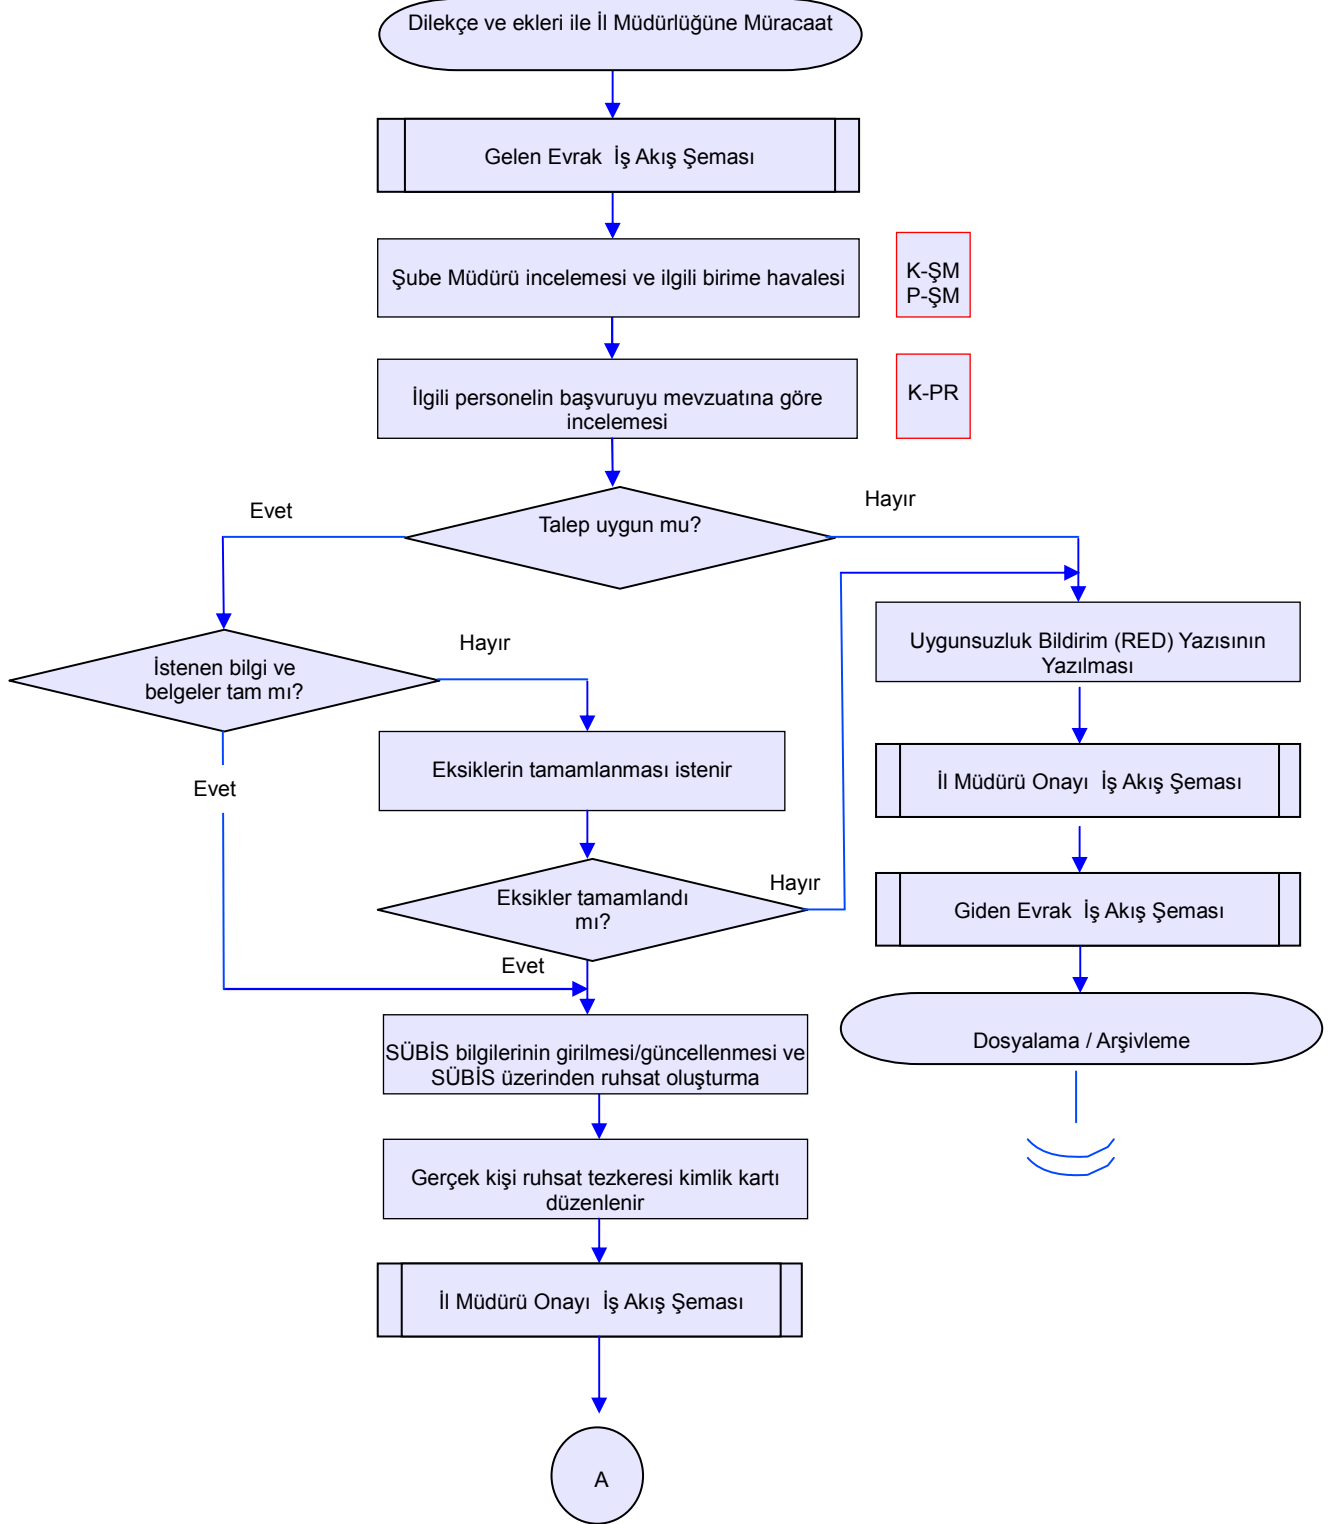 Dilekçe ve ekleri ile İl Müdürlüğüne Müracaat
Gelen Evrak İş Akış Şeması
Şube Müdürü incelemesi ve ilgili birime havalesi
K-ŞM
P-ŞM
İlgili personelin başvuruyu mevzuatına göre
incelemesi
K-PR
Talep uygun mu?
Evet
Hayır
İstenen bilgi ve
belgeler tam mı?
Hayır
Uygunsuzluk Bildirim (RED) Yazısının
Yazılması
Eksiklerin tamamlanması istenir
İl Müdürü Onayı İş Akış Şeması
Evet
Eksikler tamamlandı
mı?
Hayır
Giden Evrak İş Akış Şeması
Evet
SÜBİS bilgilerinin girilmesi/güncellenmesi ve
SÜBİS üzerinden ruhsat oluşturma
Dosyalama / Arşivleme
Gerçek kişi ruhsat tezkeresi kimlik kartı
düzenlenir
İl Müdürü Onayı İş Akış Şeması
A